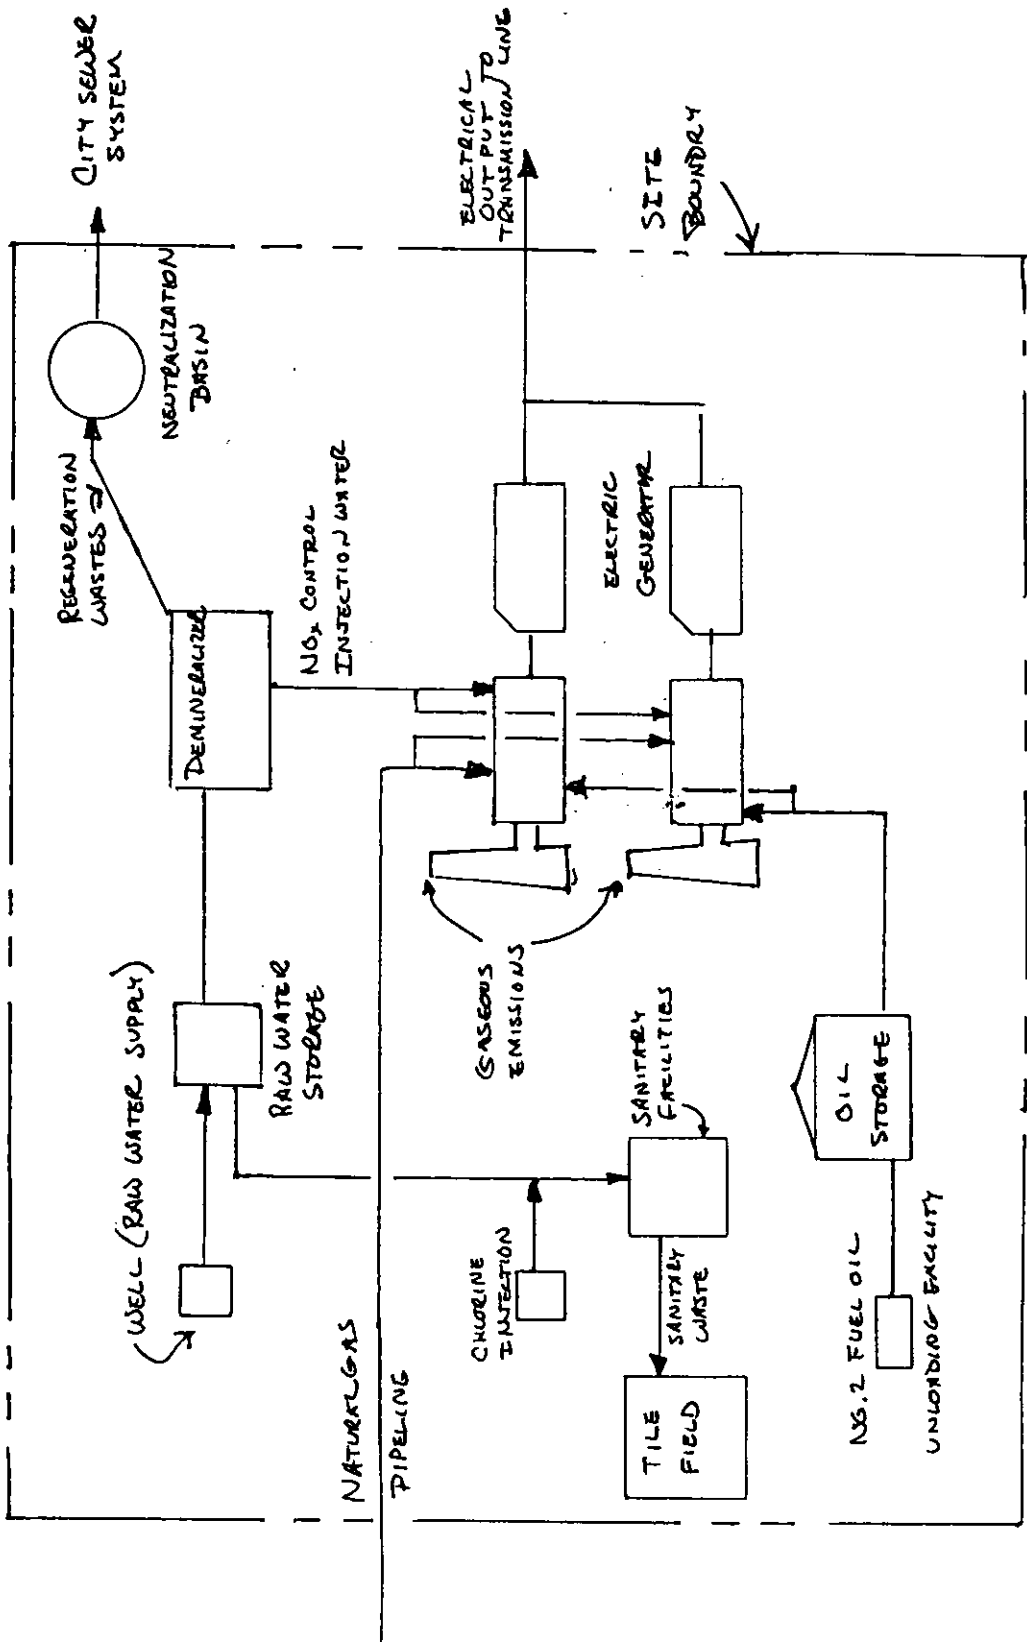 CITY SEWER
SYSTEM
NEUTRALIZATION
BASIN
REGENERATION
WASTES
DEMINERALIZER
WELL (RAW WATER SUPPLY)
RAW WATER
STORAGE
NOx CONTROL
INJECTION WATER
NATURAL GAS
PIPELINE
ELECTRICAL
OUT PUT TO
TRANSMISSION LINE
GASEOUS
EMISSIONS
ELECTRIC
GENERATOR
CHLORINE
INJECTION
SANITARY
FACILITIES
SANITARY
WASTE
TILE
FIELD
SITE
BOUNDRY
OIL
STORAGE
NO.2 FUEL OIL
UNLOADING FACILITY